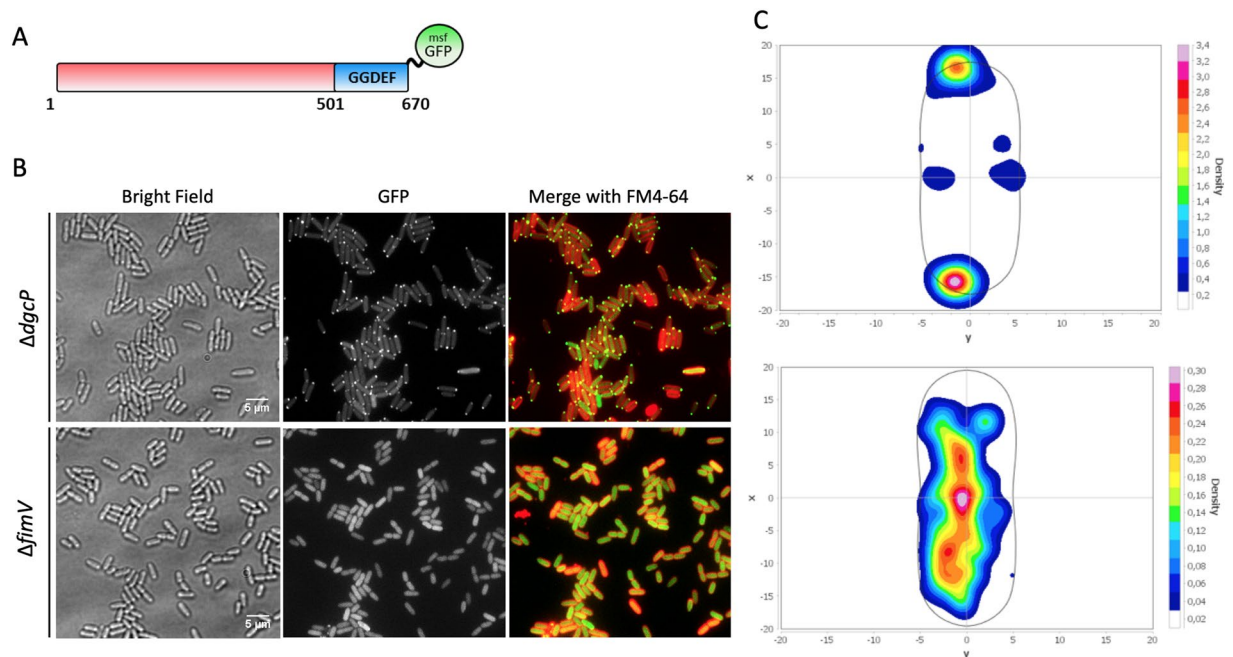 A
msf
GFP
GGDEF
1 501 670
B
Bright Field GFP Merge with FM4-64
ΔdgcP
5 µm
ΔfimV
5 µm
C
20
15
10
5
0
-5
-10
-15
-20
x
-20 -15 -10 -5 0 5 10 15 20
y
3,4
3,2
3,0
2,8
2,6
2,4
2,2
2,0
1,8
1,6
1,4
1,2
1,0
0,8
0,6
0,4
0,2
Density
20
15
10
5
0
-5
-10
-15
-20
x
-20 -15 -10 -5 0 5 10 15 20
y
0,30
0,28
0,26
0,24
0,22
0,20
0,18
0,16
0,14
0,12
0,10
0,08
0,06
0,04
0,02
Density